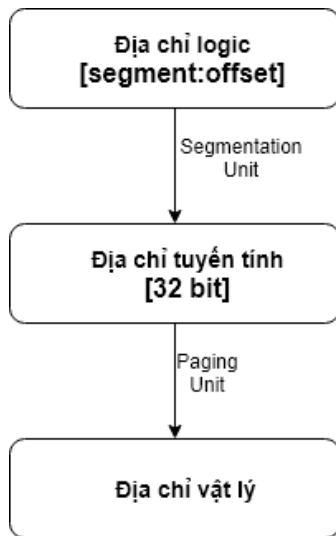 Địa chỉ logic
[segment:offset]
Segmentation
Unit
Địa chỉ tuyến tính
[32 bit]
Paging
Unit
Địa chỉ vật lý